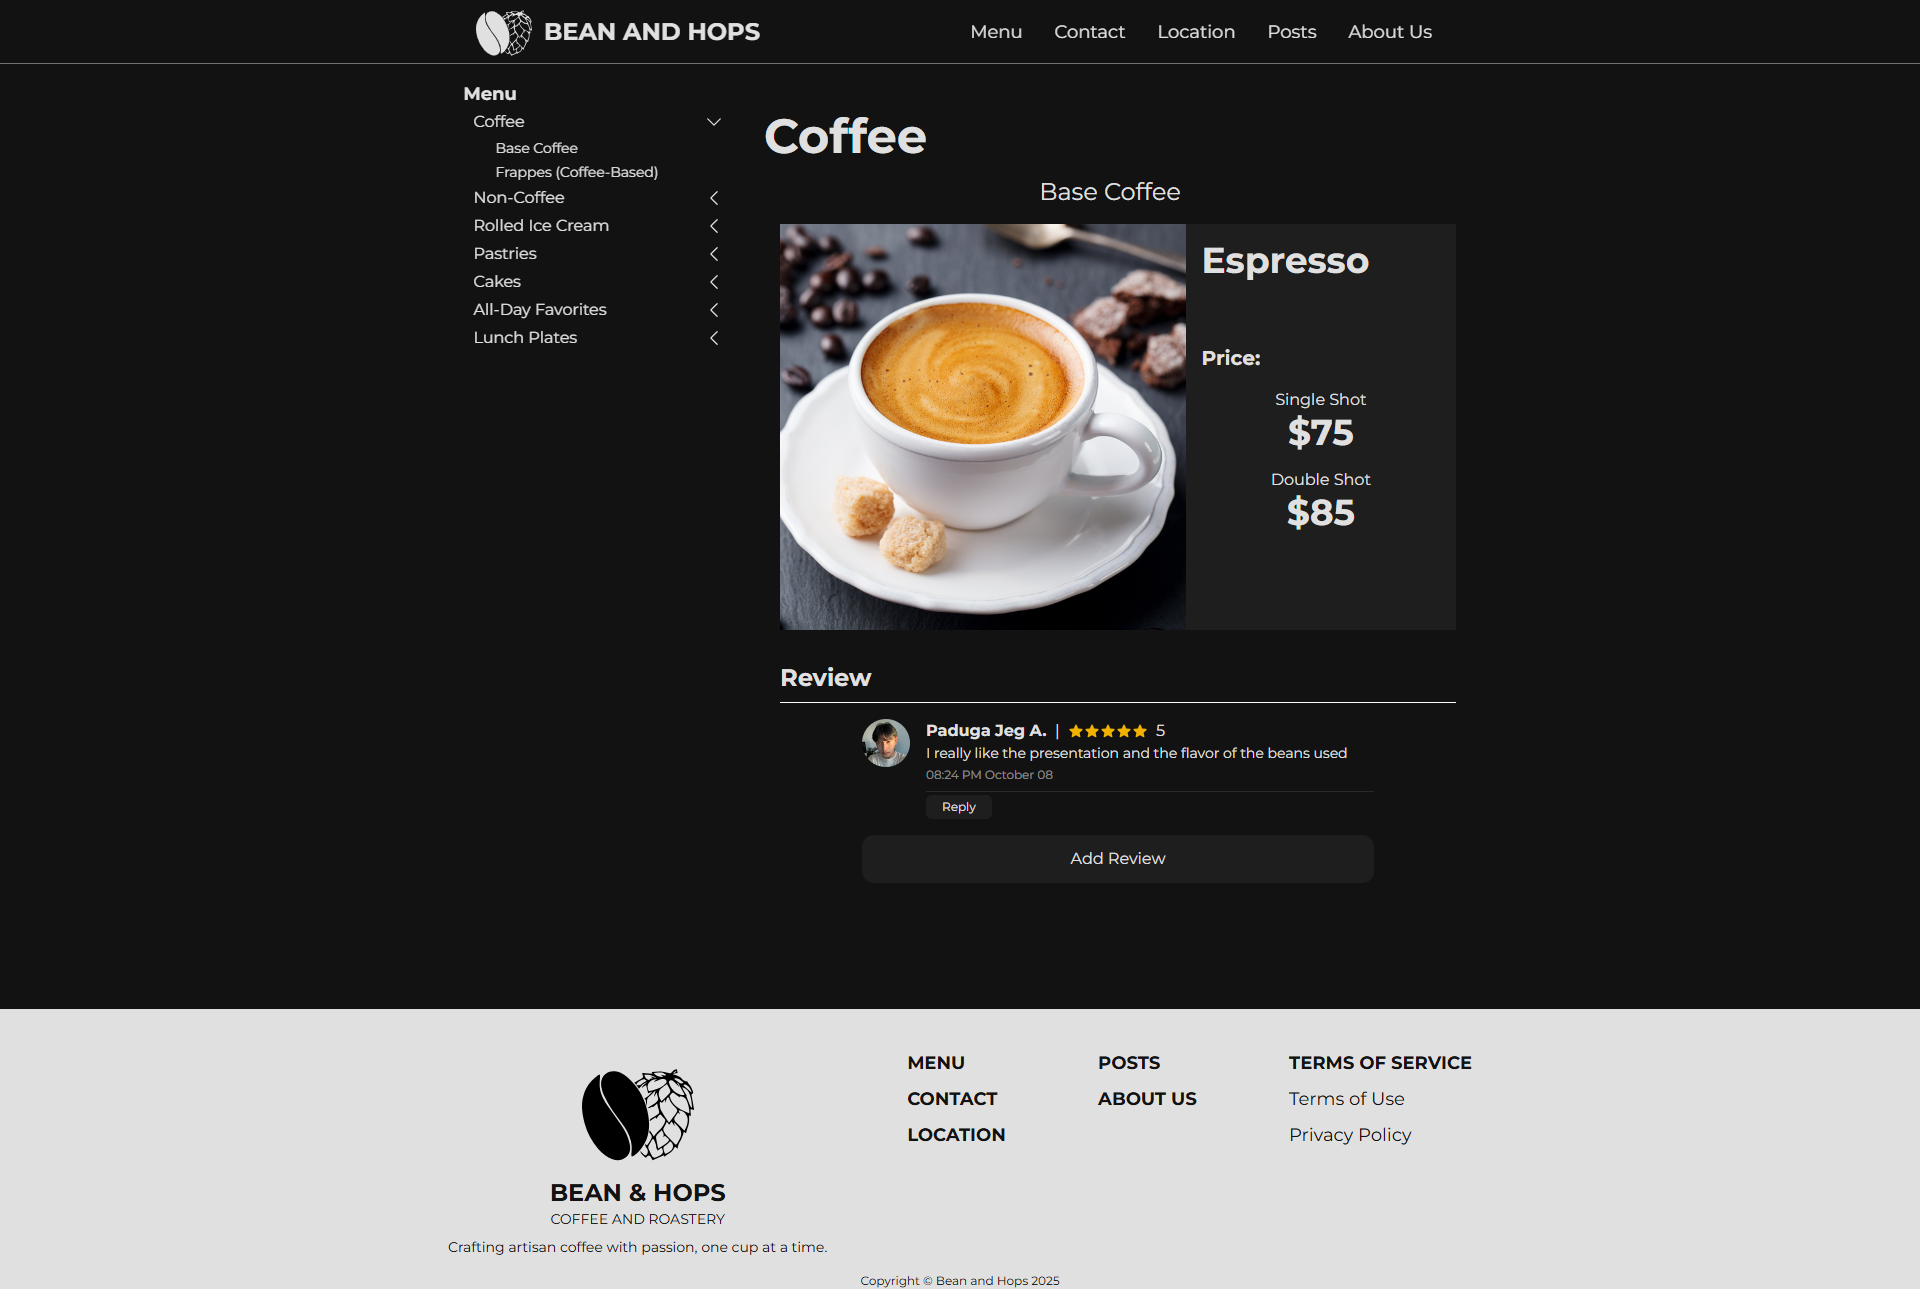 BEAN AND HOPS
Menu Contact Location Posts About Us
Menu
Coffee
Base Coffee
Frappes (Coffee-Based)
Non-Coffee
Rolled Ice Cream
Pastries
Cakes
All-Day Favorites
Lunch Plates
Coffee
Base Coffee
Espresso
Price:
Single Shot
$75
Double Shot
$85
Review
Paduga Jeg A. | 5
I really like the presentation and the flavor of the beans used
08:24 PM October 08
Reply
Add Review
BEAN & HOPS
COFFEE AND ROASTERY
Crafting artisan coffee with passion, one cup at a time.
MENU
CONTACT
LOCATION
POSTS
ABOUT US
TERMS OF SERVICE
Terms of Use
Privacy Policy
Copyright © Bean and Hops 2025